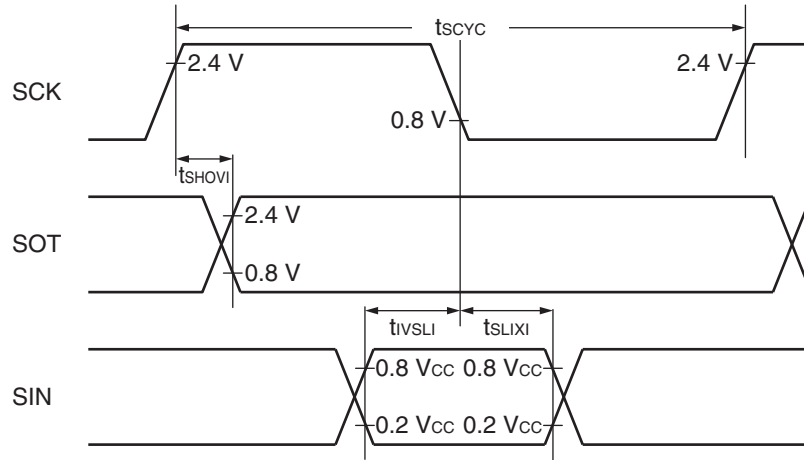 tSCYC
SCK
2.4 V
0.8 V
2.4 V
tSHOVI
SOT
2.4 V
0.8 V
tIVSLI
tSLIXI
SIN
0.8 VCC 0.8 VCC
0.2 VCC 0.2 VCC